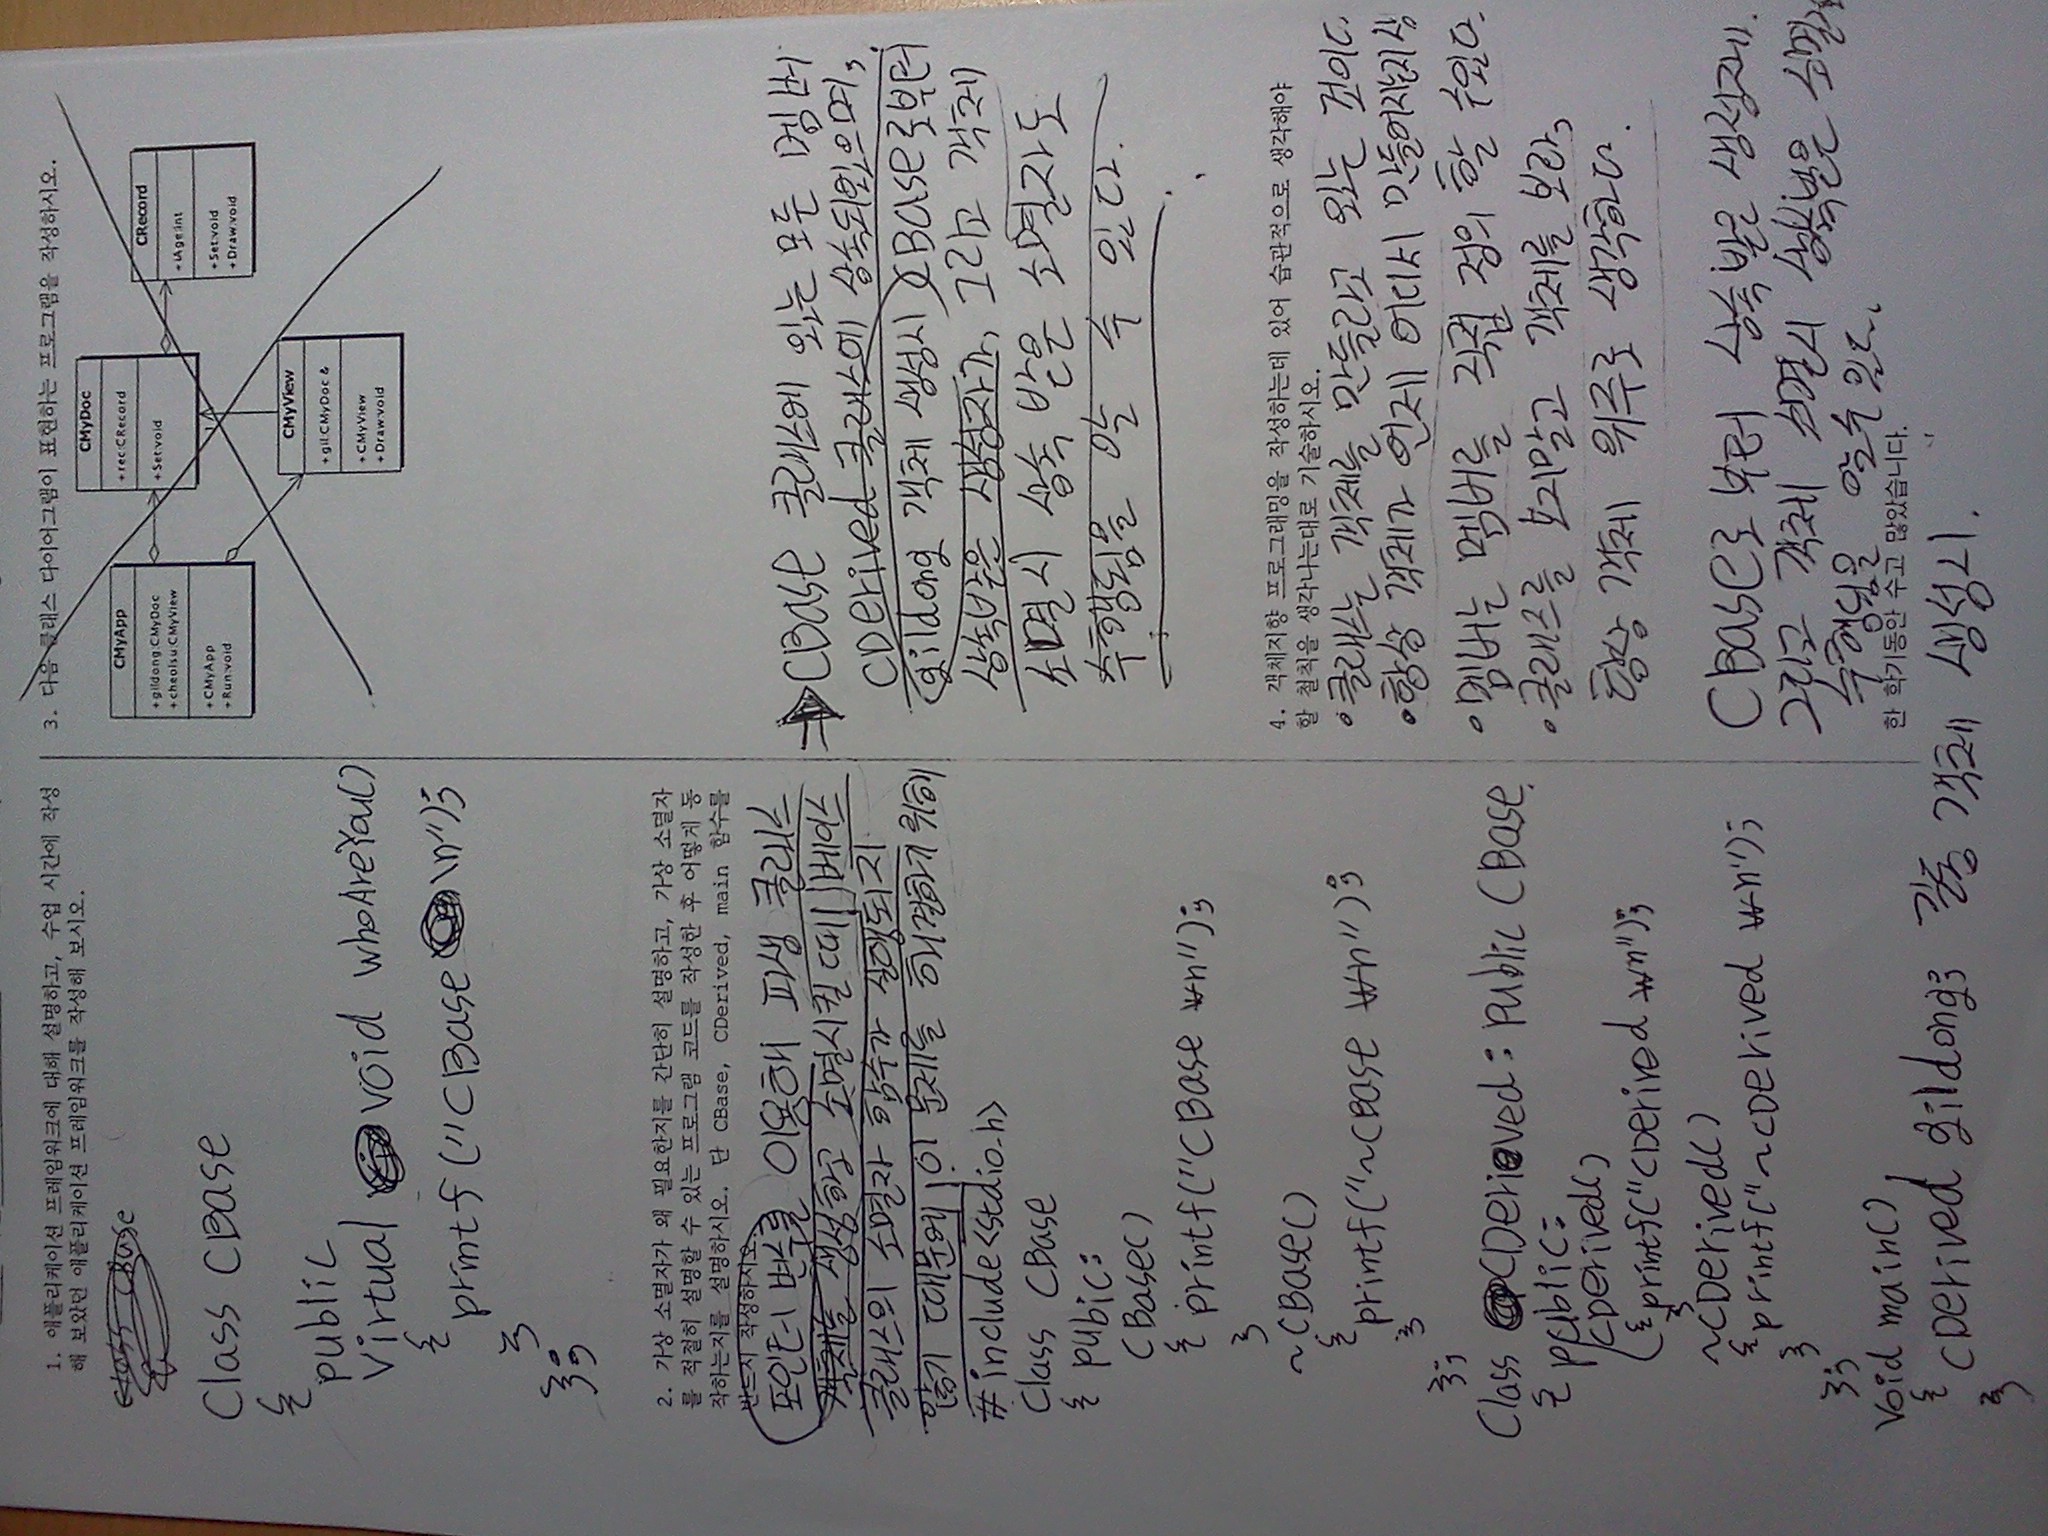 1. 애플리케이션 프레임워크에 대해 설명하고, 수업 시간에 작성
해 보았던 애플리케이션 프레임워크를 작성해 보시오.
class CBase
Class CBase
{
public
Virtual void whoAreYou()
{
printf("CBase \n");
}
};
2. 가상 소멸자가 왜 필요한지를 간단히 설명하고, 가상 소멸자
를 적절히 설명할 수 있는 프로그램 코드를 작성한 후 어떻게 동
작하는지를 설명하시오. 단 CBase, CDerived, main 함수를
반드시 작성하시오.
포인터 변수를 이용해 파생 클래스
객체를 생성하고 소멸시킬 때 베이스
클래스의 소멸자 함수가 실행되지
않기 때문에 이 문제를 해결하기 위해
#include<stdio.h>
Class CBase
{ pubic:
CBase()
{ printf("CBase ₩n");
}
~CBase()
{
printf("~CBase ₩n");
}
};
Class CDerived: public CBase
{ public:
CDerived()
{ printf("CDerived ₩n");
}
~CDerived()
{ printf("~CDerived ₩n");
}
};
Void main()
{
CDerived gildong; 길동 객체 생성시.
}
3. 다음 클래스 다이어그램이 표현하는 프로그램을 작성하시오.
CMyApp
+gildong:CMyDoc
+cheolsu:CMyView
+CMyApp
+Run:void
CMyDoc
+rec:CRecord
+Set:void
CRecord
+iAge:int
+Set:void
+Draw:void
1
CMyView
+gil:CMyDoc &
+CMyView
+Draw:void
CBase 클래스에 있는 모든 멤버
CDerived 클래스에 상속되있으며,
gildong 객체 생성시 CBase로부터
상속받은 생성자가, 그리고 객체
소멸시 상속 받은 소멸자도
수행됨을 알 수 있다.
4. 객체지향 프로그래밍을 작성하는데 있어 습관적으로 생각해야
할 철칙을 생각나는대로 기술하시오.
•클래스는 객체를 만들라고 있는 것이다.
•항상 객체가 언제 어디서 만들어지는지
•멤버는 멤버를 직접 정의 할 수있다.
•클래스를 보지말고 객체를 보라,
항상 객체 위주로 생각하다.
CBase로 부터 상속받은
그리고 객체 소멸시 상속받은
수행됨을 알수 있다.
한 학기동안 수고 많았습니다.